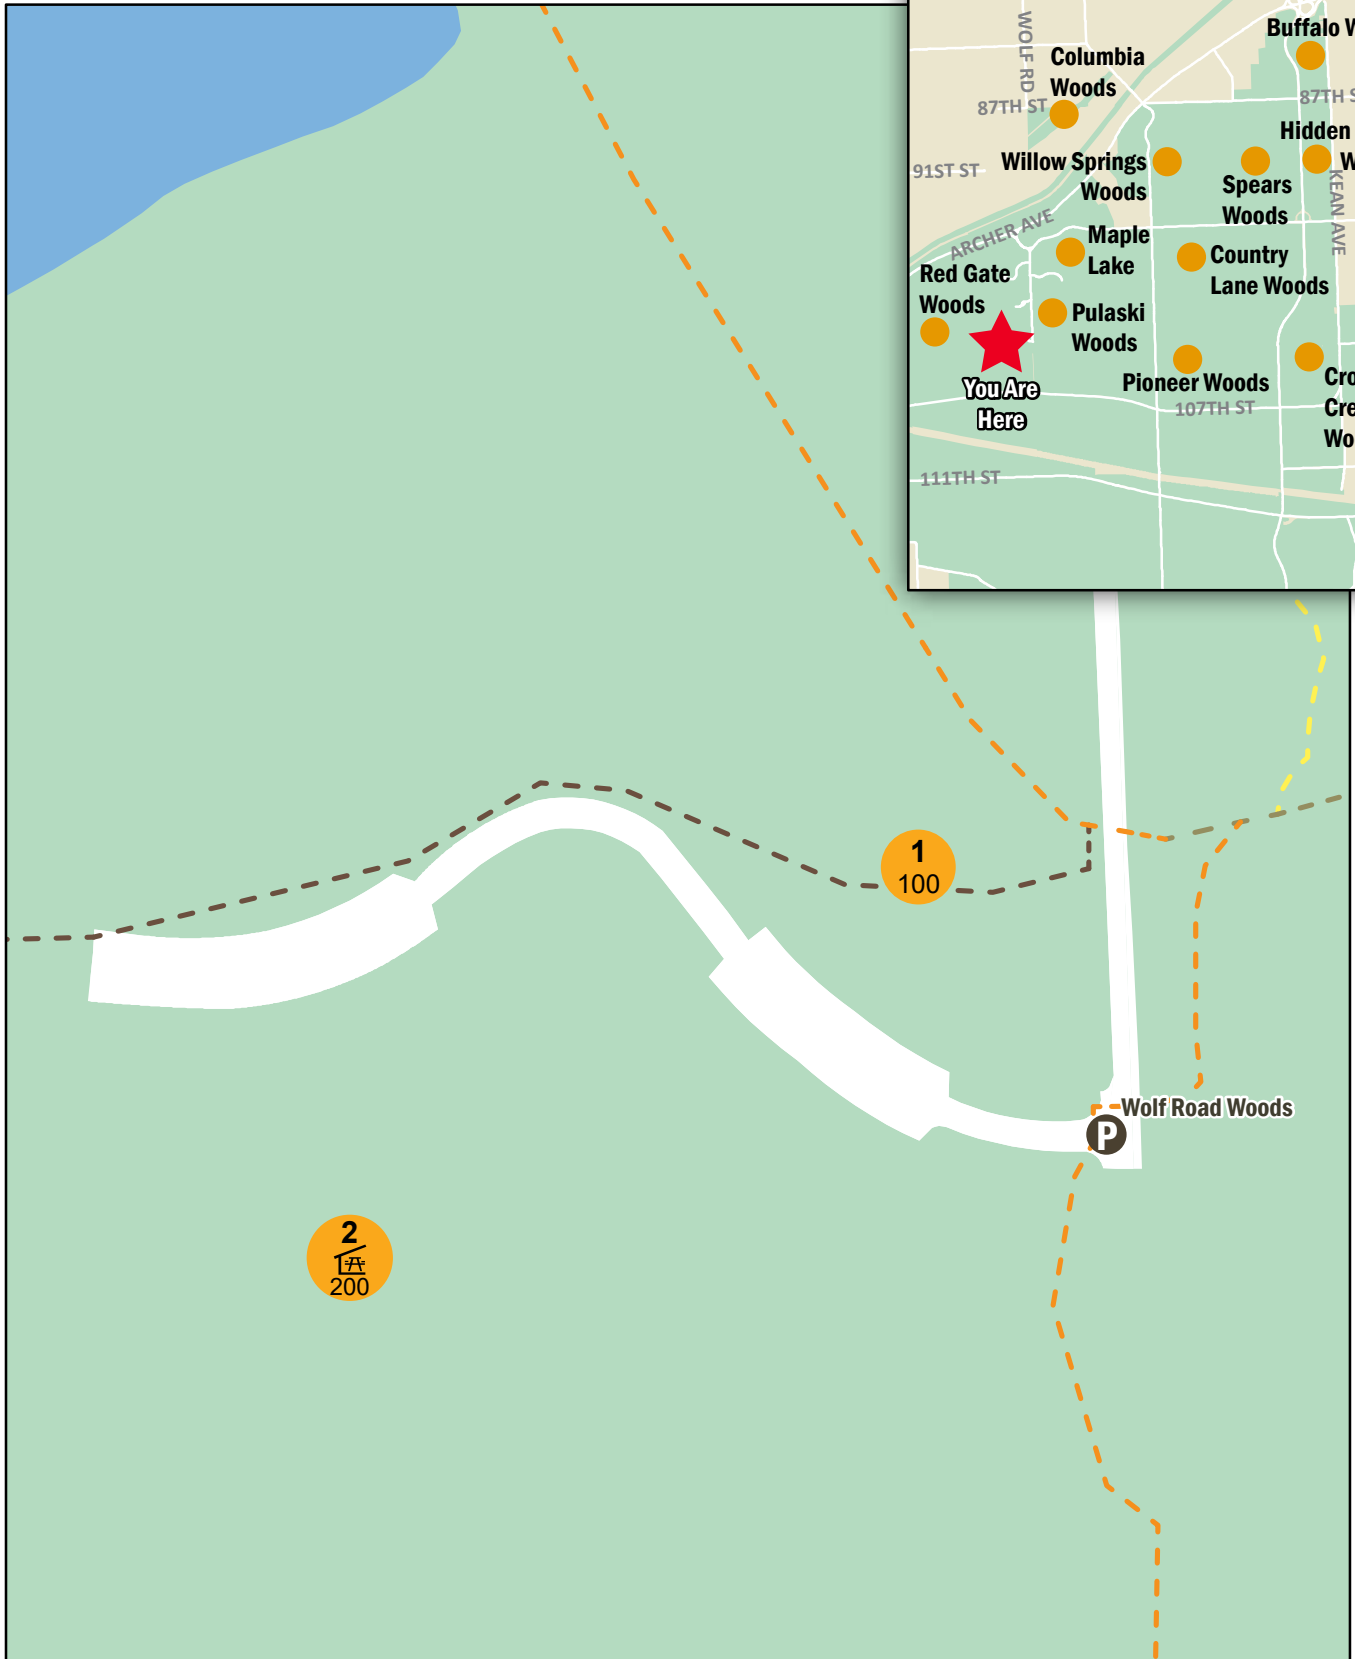 WOLF RD
Buffalo
Columbia
Woods
87TH ST
87TH
Hidden
91ST ST
Willow Springs
Woods
Spears
Woods
KEAN AVE
ARCHER AVE
Maple
Lake
Country
Lane Woods
Red Gate
Woods
Pulaski
Woods
You Are
Here
Pioneer Woods
107TH ST
111TH ST
1
100
Wolf Road Woods
P
2
200